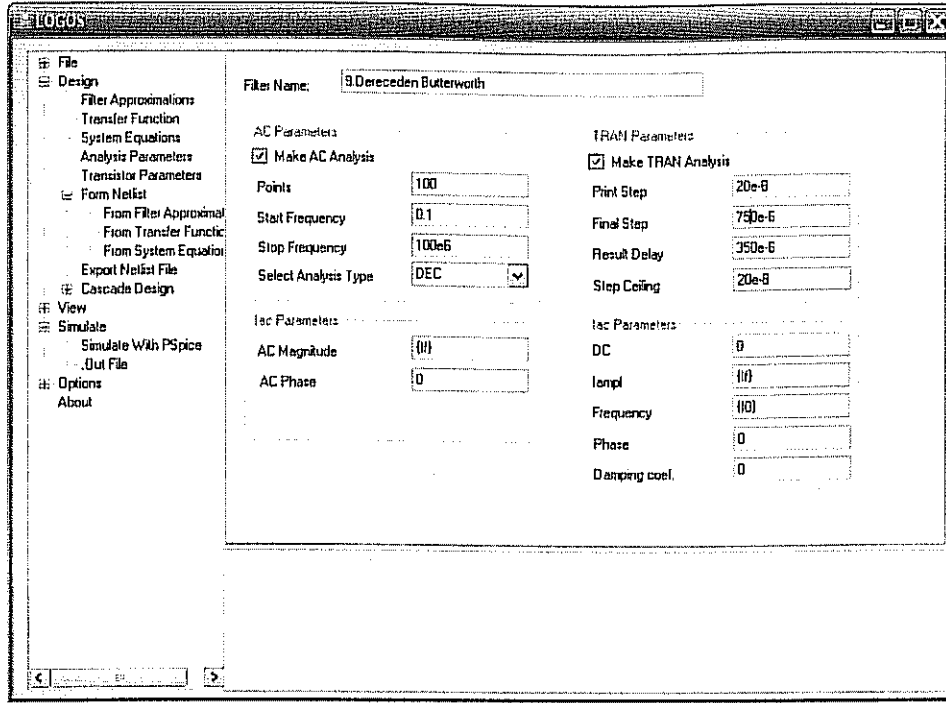 LOGOS
File
Design
Filter Approximations
Transfer Function
System Equations
Analysis Parameters
Transistor Parameters
Form Netlist
From Filter Approximat
From Transfer Functic
From System Equation
Export Netlist File
Cascade Design
View
Simulate
Simulate With PSpice
.Out File
Options
About
Filter Name: 9.Dereceden Butterworth
AC Parameters
Make AC Analysis
Points 100
Start Frequency 0.1
Stop Frequency 100e6
Select Analysis Type DEC
Iac Parameters
AC Magnitude {If}
AC Phase 0
TRAN Parameters
Make TRAN Analysis
Print Step 20e-8
Final Step 750e-6
Result Delay 350e-6
Step Ceiling 20e-8
Iac Parameters
DC 0
Iampl {If}
Frequency {f0}
Phase 0
Damping coef. 0